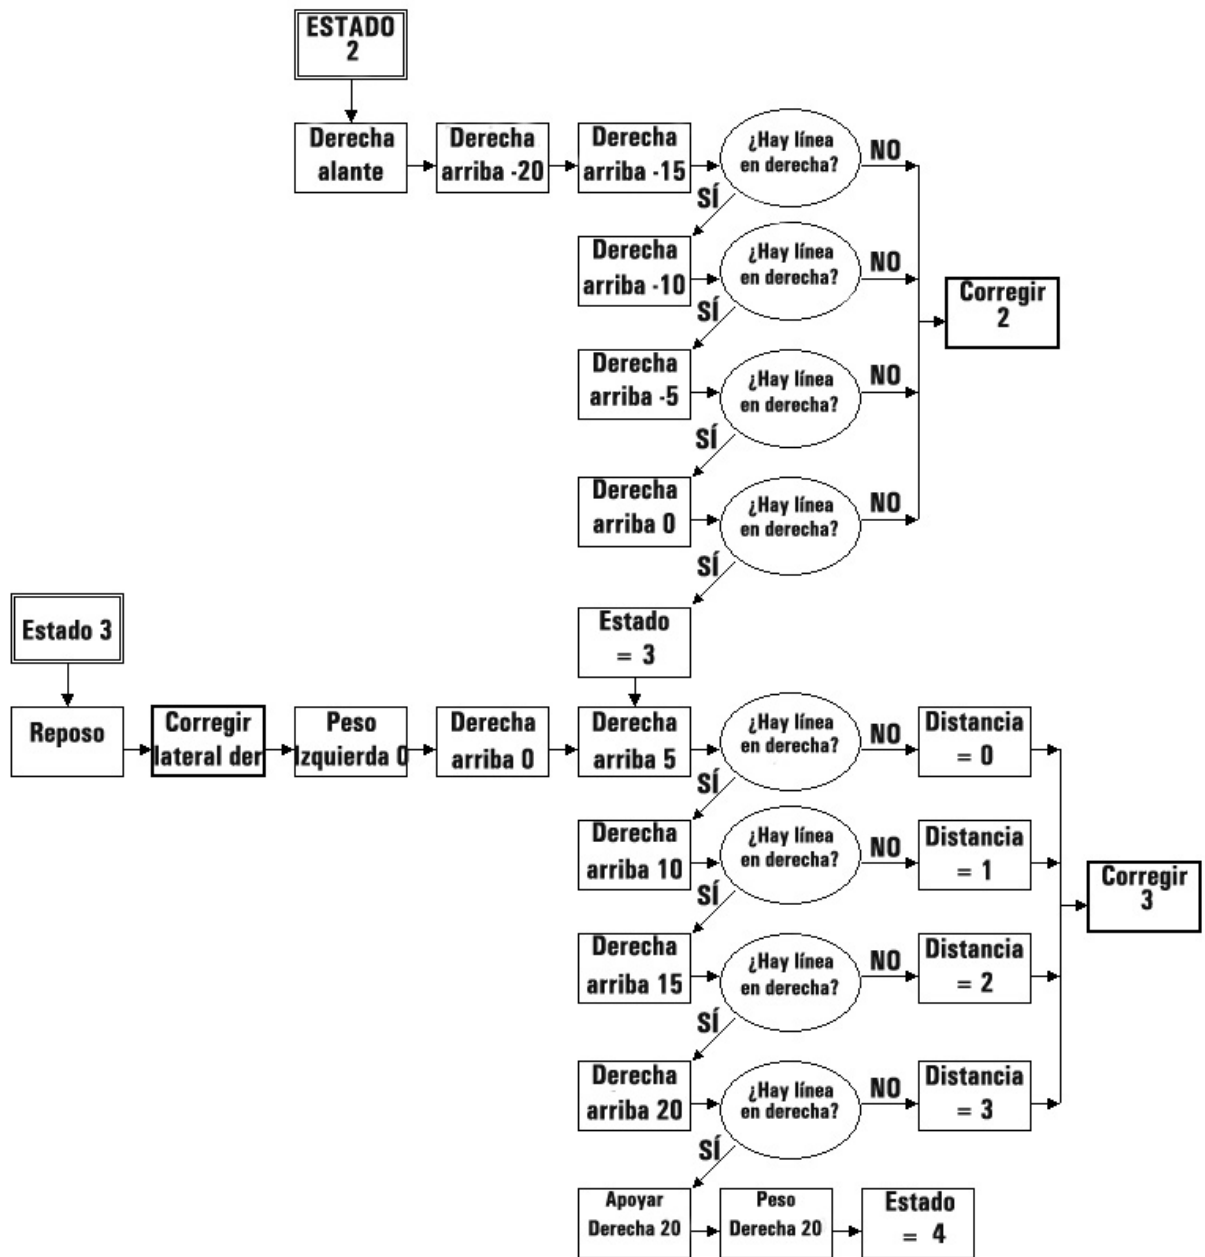 ESTADO
2
Derecha
alante
Derecha
arriba -20
Derecha
arriba -15
¿Hay línea
en derecha?
NO
SÍ
Derecha
arriba -10
¿Hay línea
en derecha?
NO
SÍ
Corregir
2
Derecha
arriba -5
¿Hay línea
en derecha?
NO
SÍ
Derecha
arriba 0
¿Hay línea
en derecha?
NO
SÍ
Estado
= 3
Estado 3
Reposo
Corregir
lateral der
Peso
Izquierda 0
Derecha
arriba 0
Derecha
arriba 5
¿Hay línea
en derecha?
NO
Distancia
= 0
SÍ
Derecha
arriba 10
¿Hay línea
en derecha?
NO
Distancia
= 1
SÍ
Corregir
3
Derecha
arriba 15
¿Hay línea
en derecha?
NO
Distancia
= 2
SÍ
Derecha
arriba 20
¿Hay línea
en derecha?
NO
Distancia
= 3
SÍ
Apoyar
Derecha 20
Peso
Derecha 20
Estado
= 4